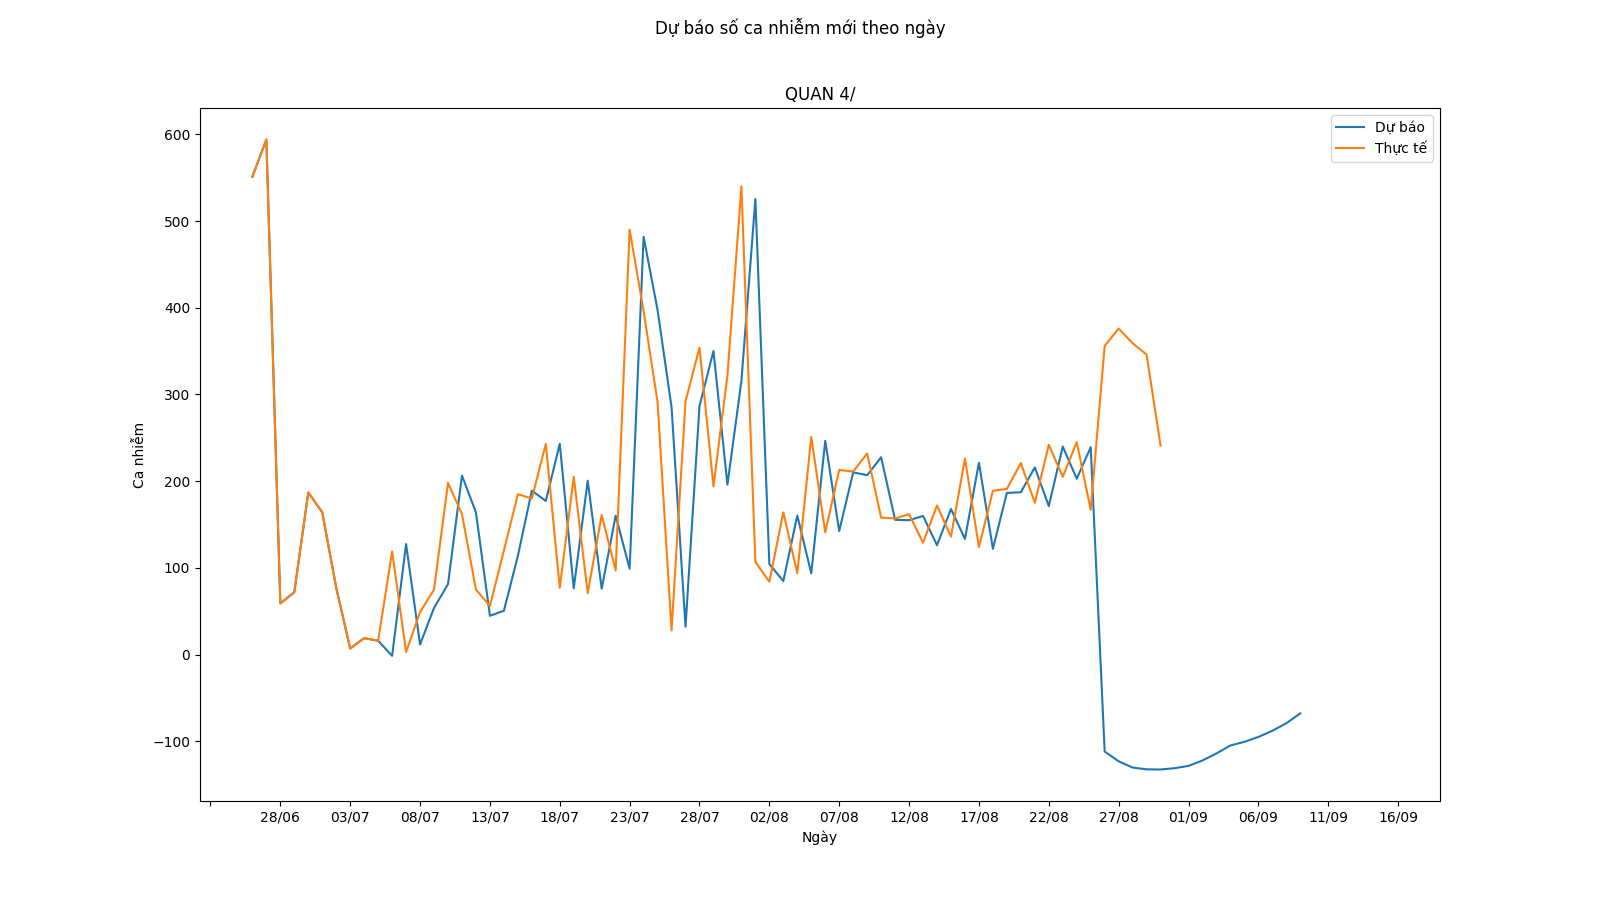 Dự báo số ca nhiễm mới theo ngày
QUAN 4/
Dự báo
Thực tế
600
500
400
300
200
100
0
−100
Ca nhiễm
28/06 03/07 08/07 13/07 18/07 23/07 28/07 02/08 07/08 12/08 17/08 22/08 27/08 01/09 06/09 11/09 16/09
Ngày